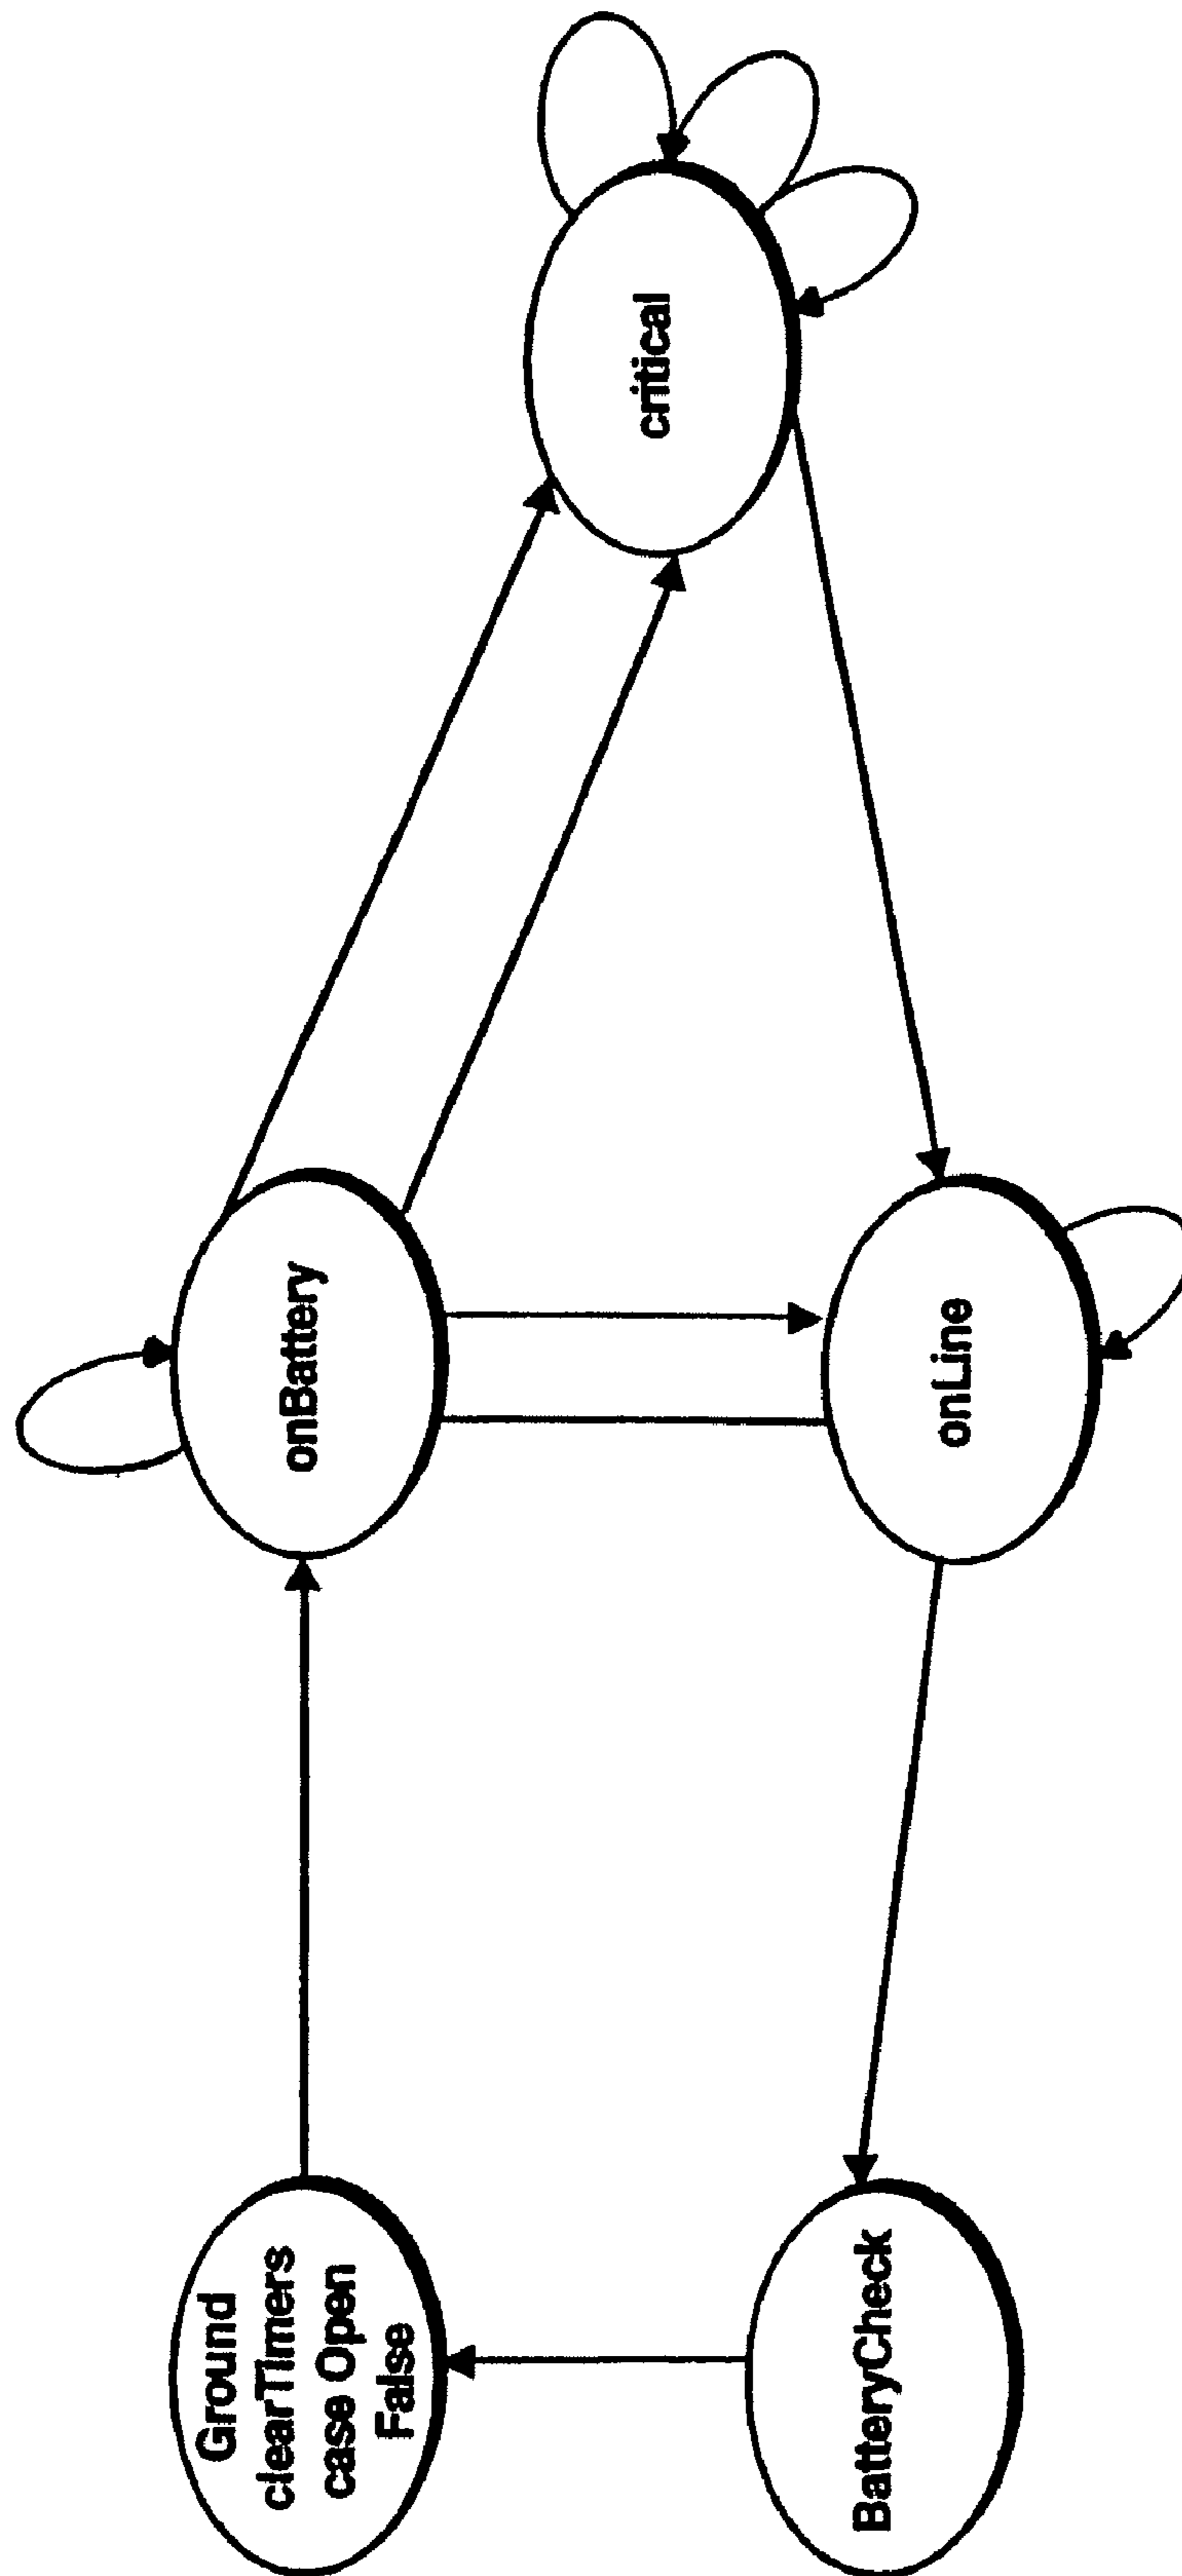 Ground
clearTimers
case Open
False
onBattery
critical
BatteryCheck
onLine